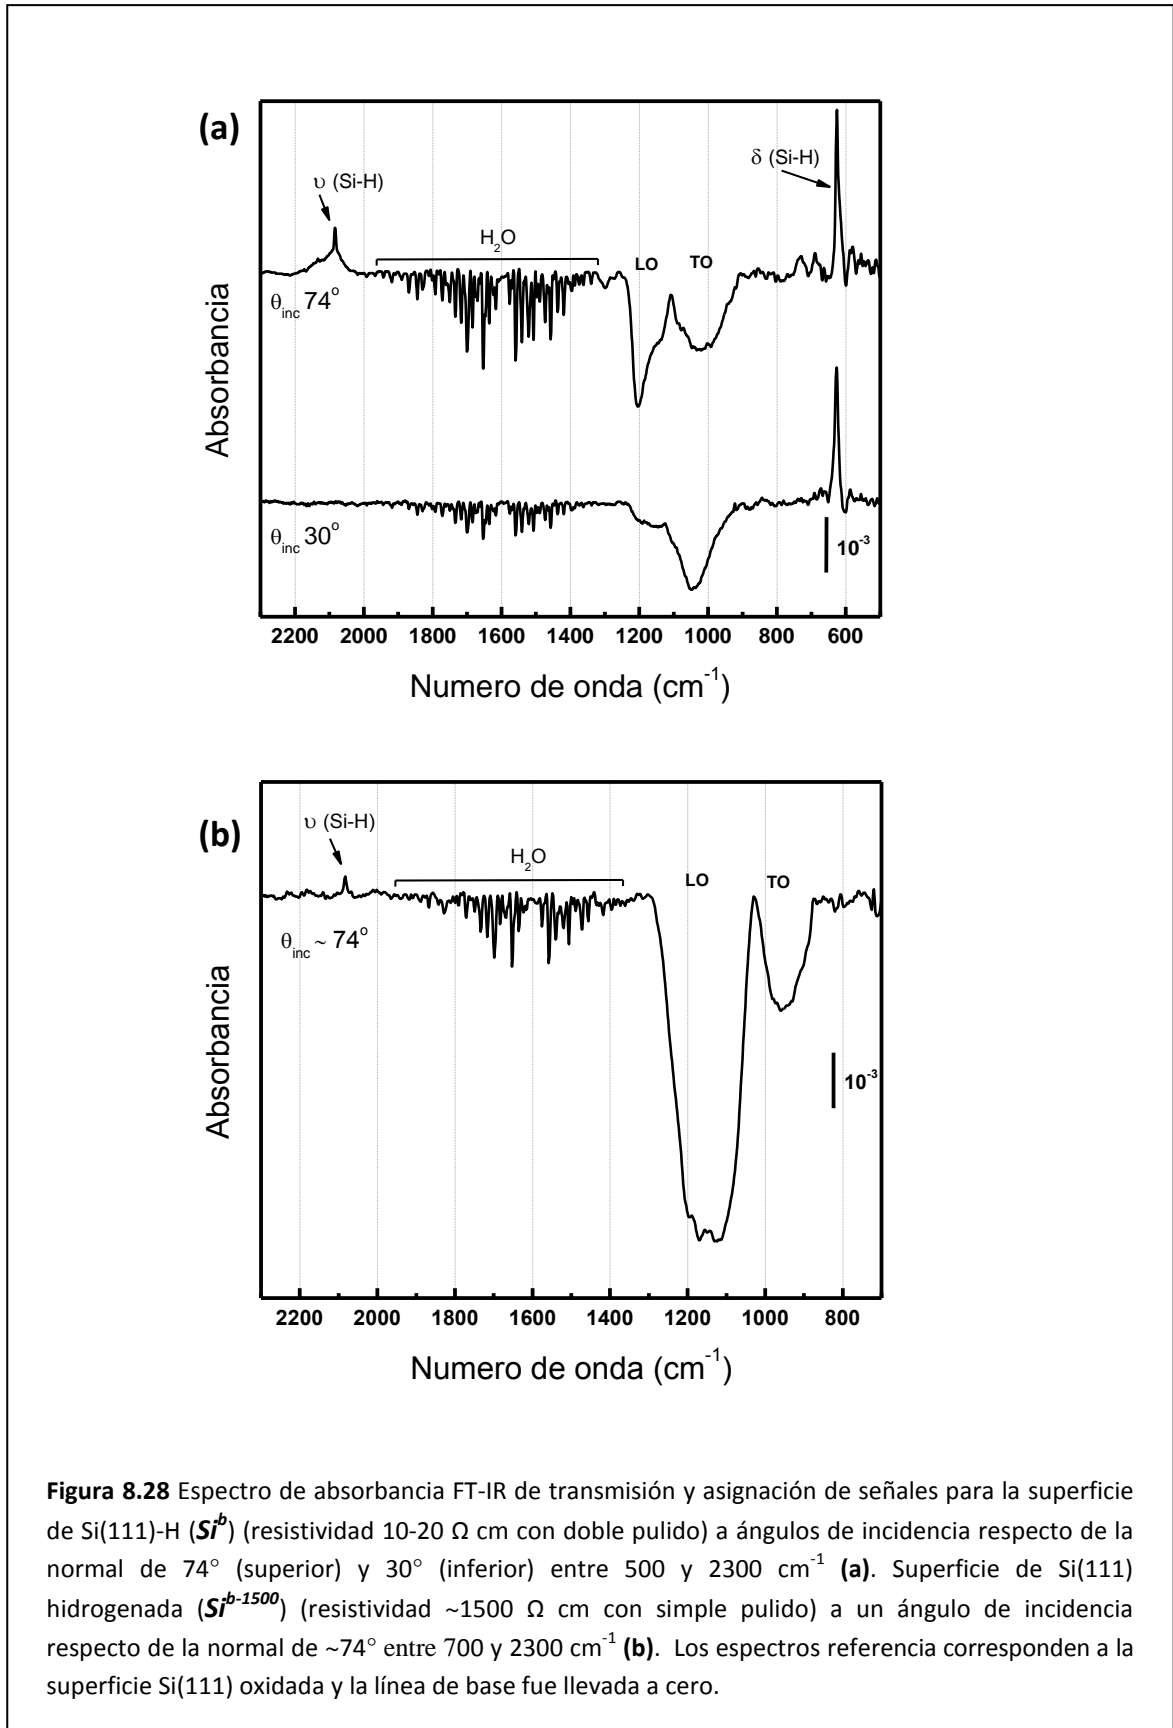 (a)
υ (Si-H)
δ (Si-H)
H₂O
LO
TO
θinc 74°
θinc 30°
10⁻³
Absorbancia
2200 2000 1800 1600 1400 1200 1000 800 600
Numero de onda (cm⁻¹)
(b)
υ (Si-H)
H₂O
LO
TO
θinc ~ 74°
10⁻³
Absorbancia
2200 2000 1800 1600 1400 1200 1000 800
Numero de onda (cm⁻¹)
Figura 8.28 Espectro de absorbancia FT-IR de transmisión y asignación de señales para la superficie
de Si(111)-H (Siᵇ) (resistividad 10-20 Ω cm con doble pulido) a ángulos de incidencia respecto de la
normal de 74° (superior) y 30° (inferior) entre 500 y 2300 cm⁻¹ (a). Superficie de Si(111)
hidrogenada (Siᵇ⁻¹⁵⁰⁰) (resistividad ~1500 Ω cm con simple pulido) a un ángulo de incidencia
respecto de la normal de ~74° entre 700 y 2300 cm⁻¹ (b). Los espectros referencia corresponden a la
superficie Si(111) oxidada y la línea de base fue llevada a cero.